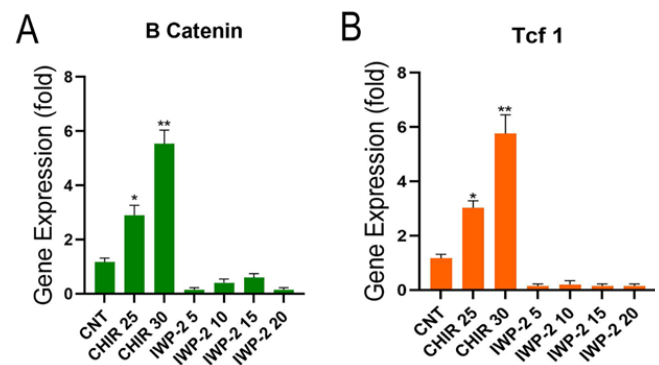 A
B Catenin
Gene Expression (fold)
8
6
4
2
0
*
**
CNT
CHIR 25
CHIR 30
IWP-2 5
IWP-2 10
IWP-2 15
IWP-2 20
B
Tcf 1
Gene Expression (fold)
8
6
4
2
0
*
**
CNT
CHIR 25
CHIR 30
IWP-2 5
IWP-2 10
IWP-2 15
IWP-2 20